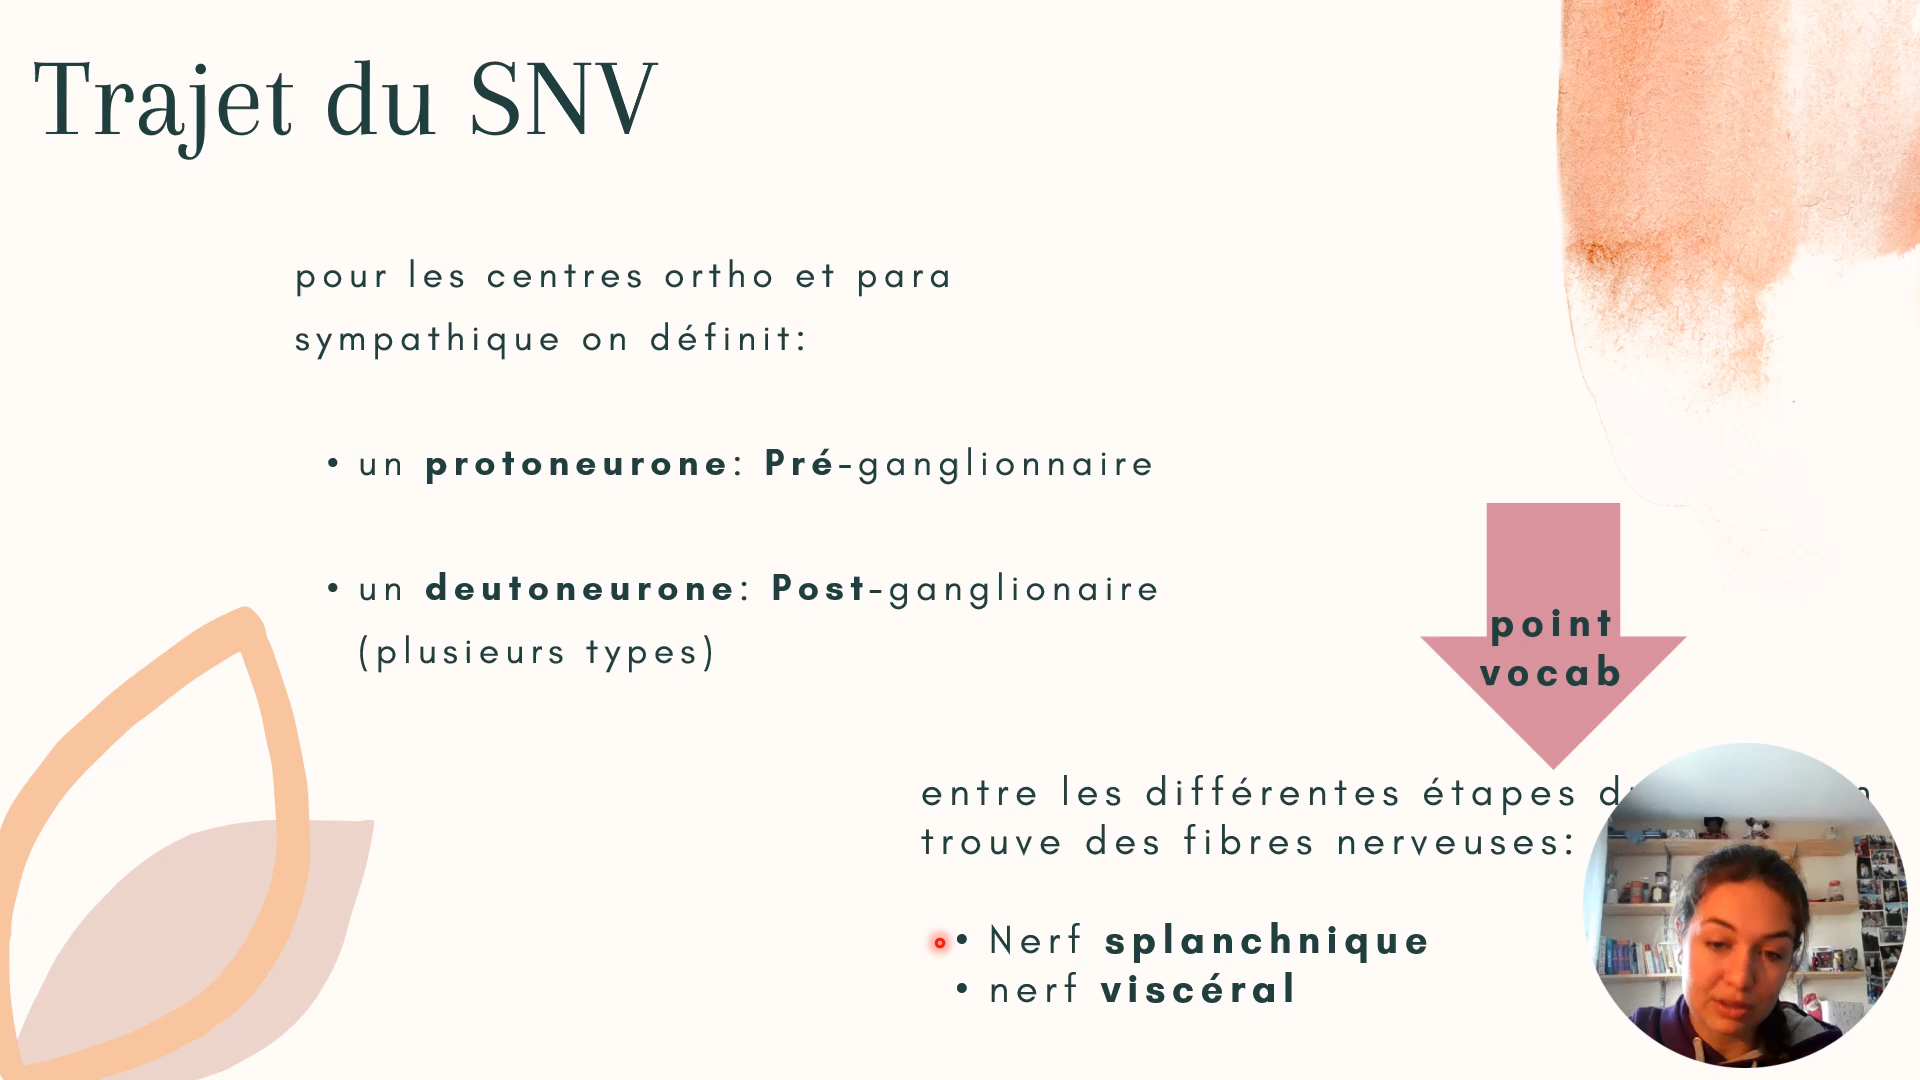 Trajet du SNV
pour les centres ortho et para
sympathique on définit:
• un protoneurone: Pré-ganglionnaire
• un deutoneurone: Post-ganglionaire
(plusieurs types)
point
vocab
entre les différentes étapes
trouve des fibres nerveuses:
• Nerf splanchnique
• nerf viscéral